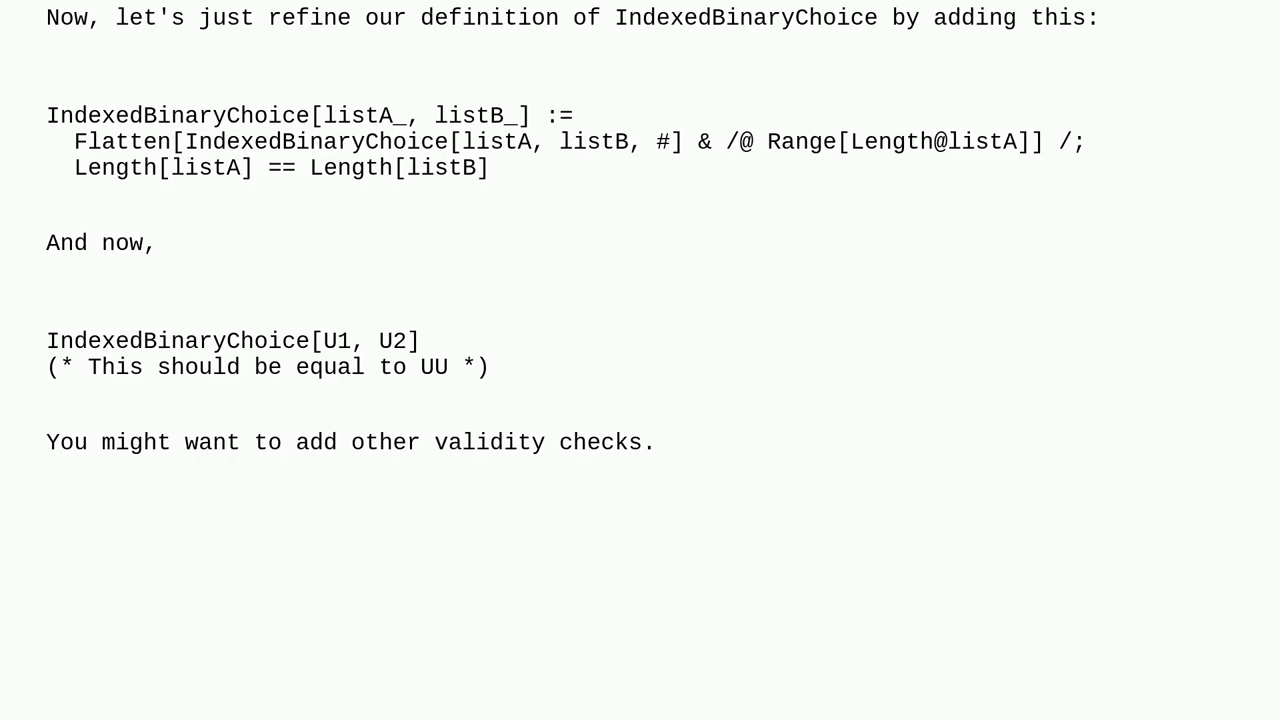 Now, let's just refine our definition of IndexedBinaryChoice by adding this:
IndexedBinaryChoice[listA_, listB_] :=
  Flatten[IndexedBinaryChoice[listA, listB, #] & /@ Range[Length@listA]] /;
  Length[listA] == Length[listB]
And now,
IndexedBinaryChoice[U1, U2]
(* This should be equal to UU *)
You might want to add other validity checks.